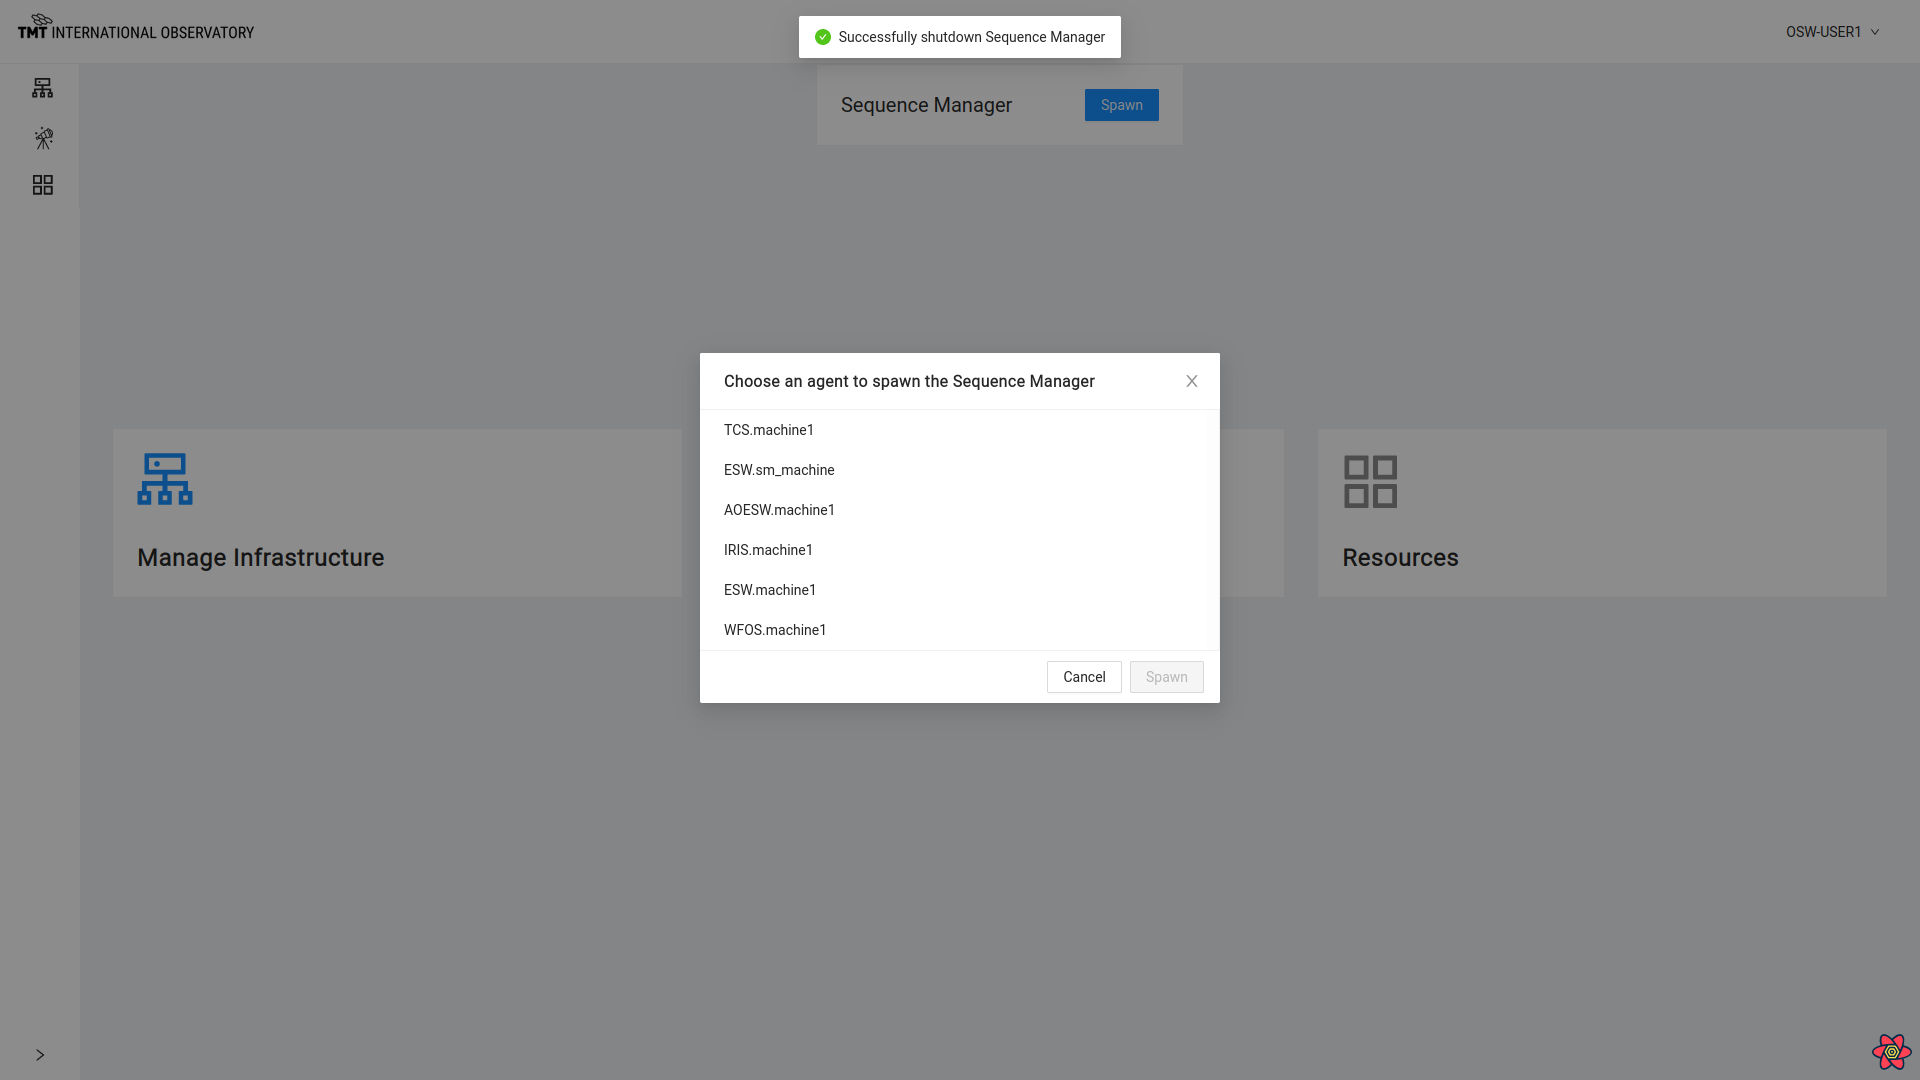 TMT INTERNATIONAL OBSERVATORY
Successfully shutdown Sequence Manager
OSW-USER1
Sequence Manager
Spawn
Choose an agent to spawn the Sequence Manager
TCS.machine1
ESW.sm_machine
AOESW.machine1
IRIS.machine1
ESW.machine1
WFOS.machine1
Cancel
Spawn
Manage Infrastructure
Resources